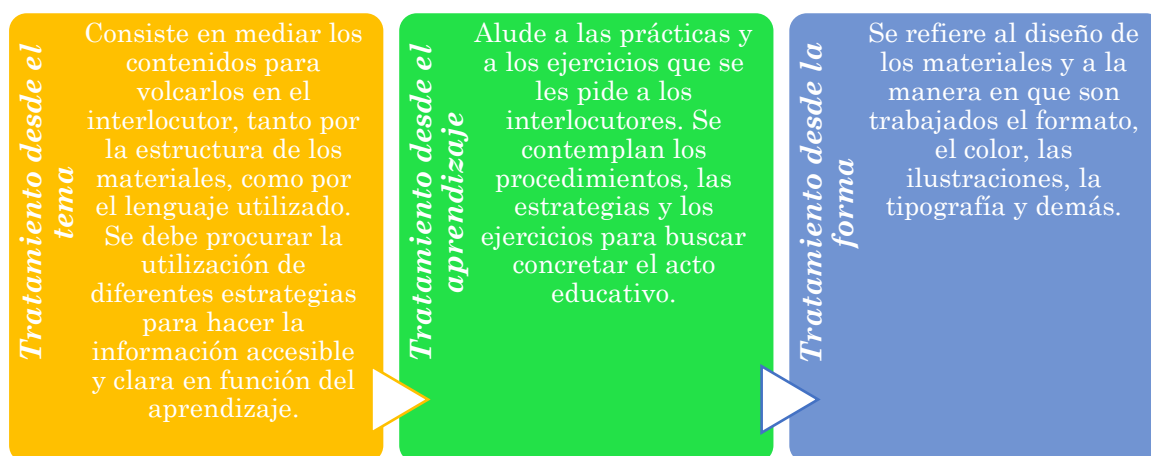 Tratamiento desde el
tema
Consiste en mediar los
contenidos para
volcarlos en el
interlocutor, tanto por
la estructura de los
materiales, como por
el lenguaje utilizado.
Se debe procurar la
utilización de
diferentes estrategias
para hacer la
información accesible
y clara en función del
aprendizaje.
Tratamiento desde el
aprendizaje
Alude a las prácticas y
a los ejercicios que se
les pide a los
interlocutores. Se
contemplan los
procedimientos, las
estrategias y los
ejercicios para buscar
concretar el acto
educativo.
Tratamiento desde la
forma
Se refiere al diseño de
los materiales y a la
manera en que son
trabajados el formato,
el color, las
ilustraciones, la
tipografía y demás.